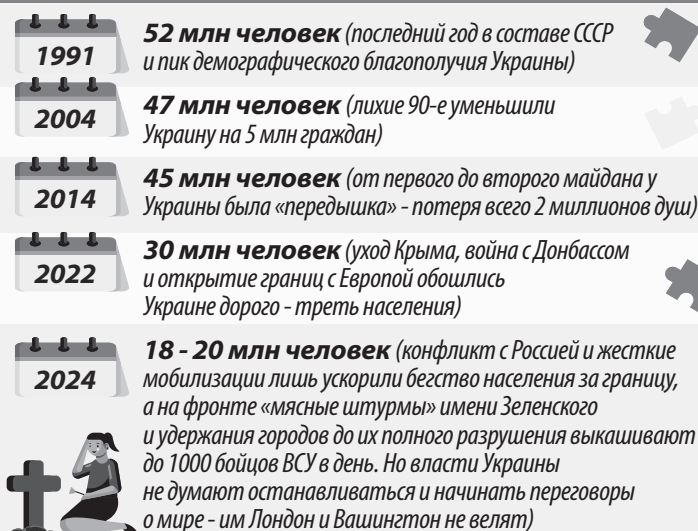 1991
52 млн человек (последний год в составе СССР
и пик демографического благополучия Украины)
2004
47 млн человек (лихие 90-е уменьшили
Украину на 5 млн граждан)
2014
45 млн человек (от первого до второго майдана у
Украины была «передышка» - потеря всего 2 миллионов душ)
2022
30 млн человек (уход Крыма, война с Донбассом
и открытие границ с Европой обошлись
Украине дорого - треть населения)
2024
18 - 20 млн человек (конфликт с Россией и жесткие
мобилизации лишь ускорили бегство населения за границу,
а на фронте «мясные штурмы» имени Зеленского
и удержания городов до их полного разрушения выкашивают
до 1000 бойцов ВСУ в день. Но власти Украины
не думают останавливаться и начинать переговоры
о мире - им Лондон и Вашингтон не велят)